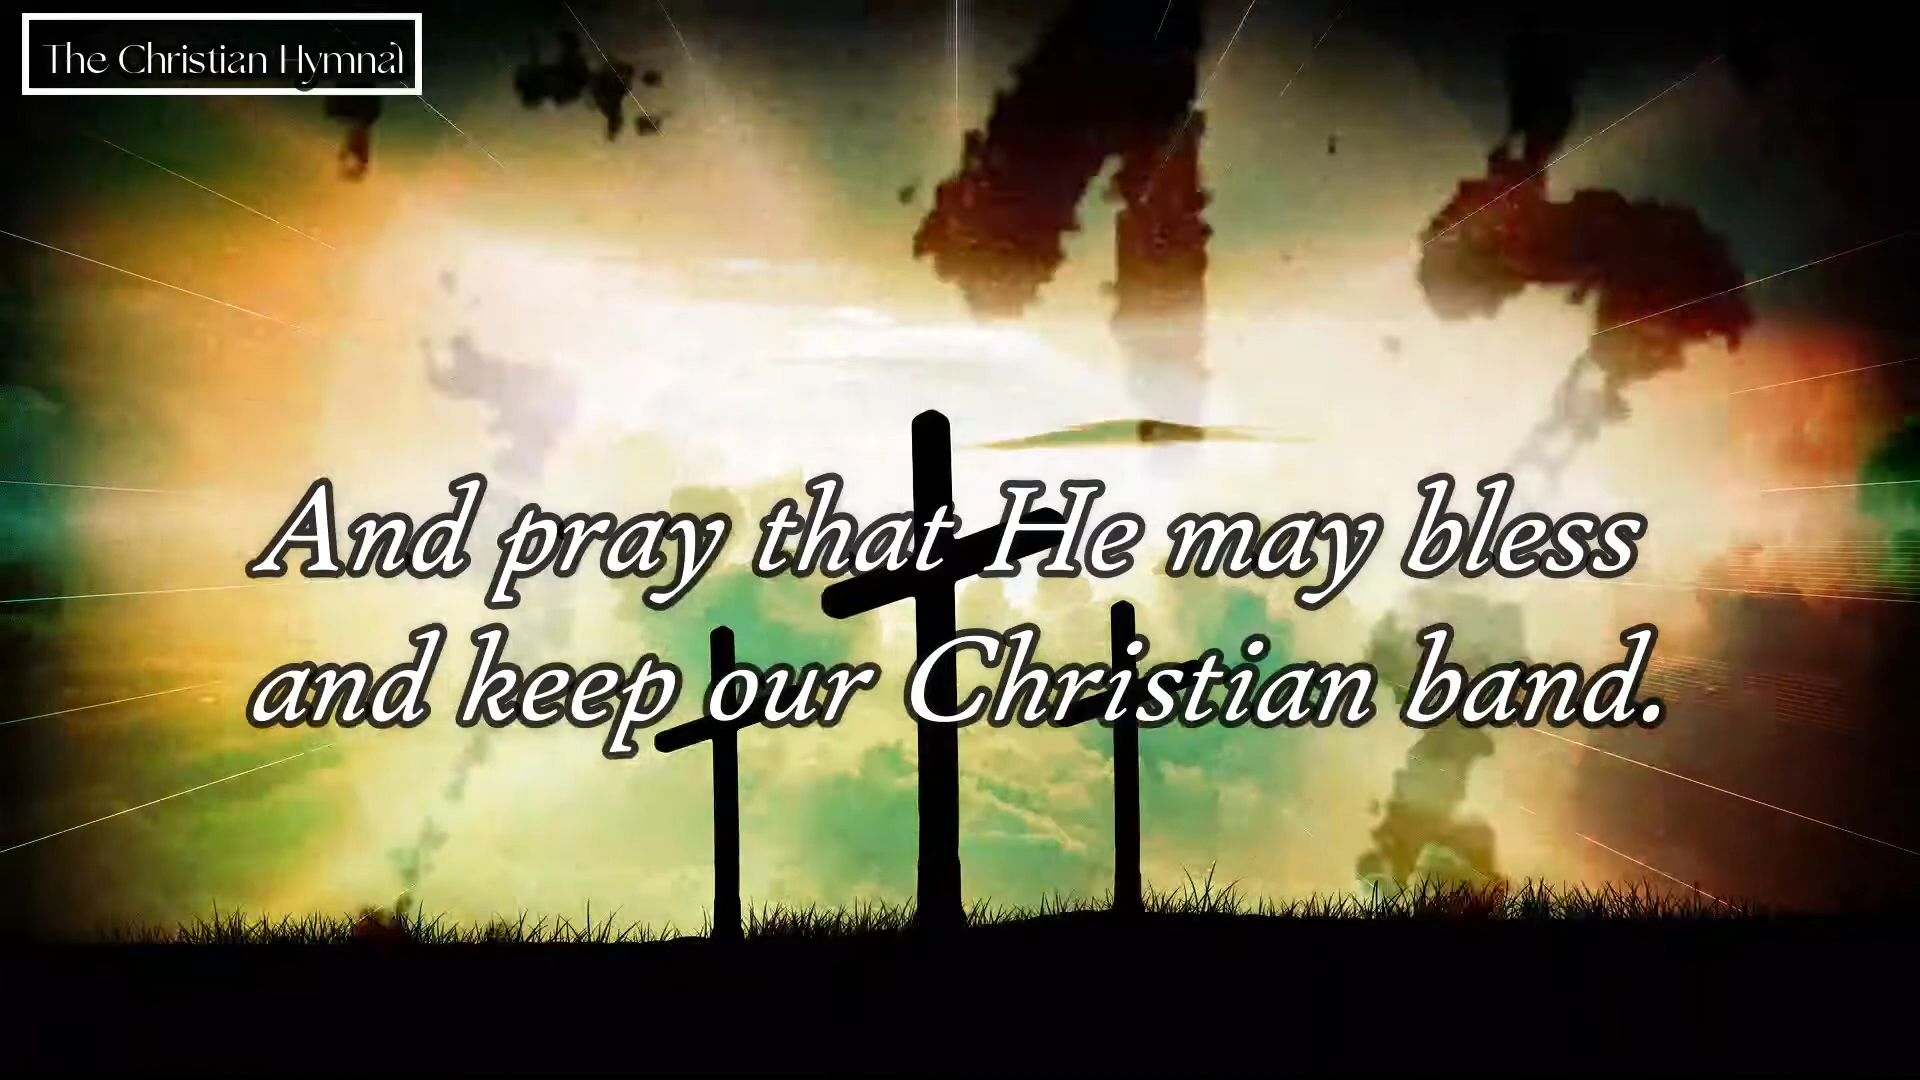 The Christian Hymnal
And pray that He may bless
and keep our Christian band.